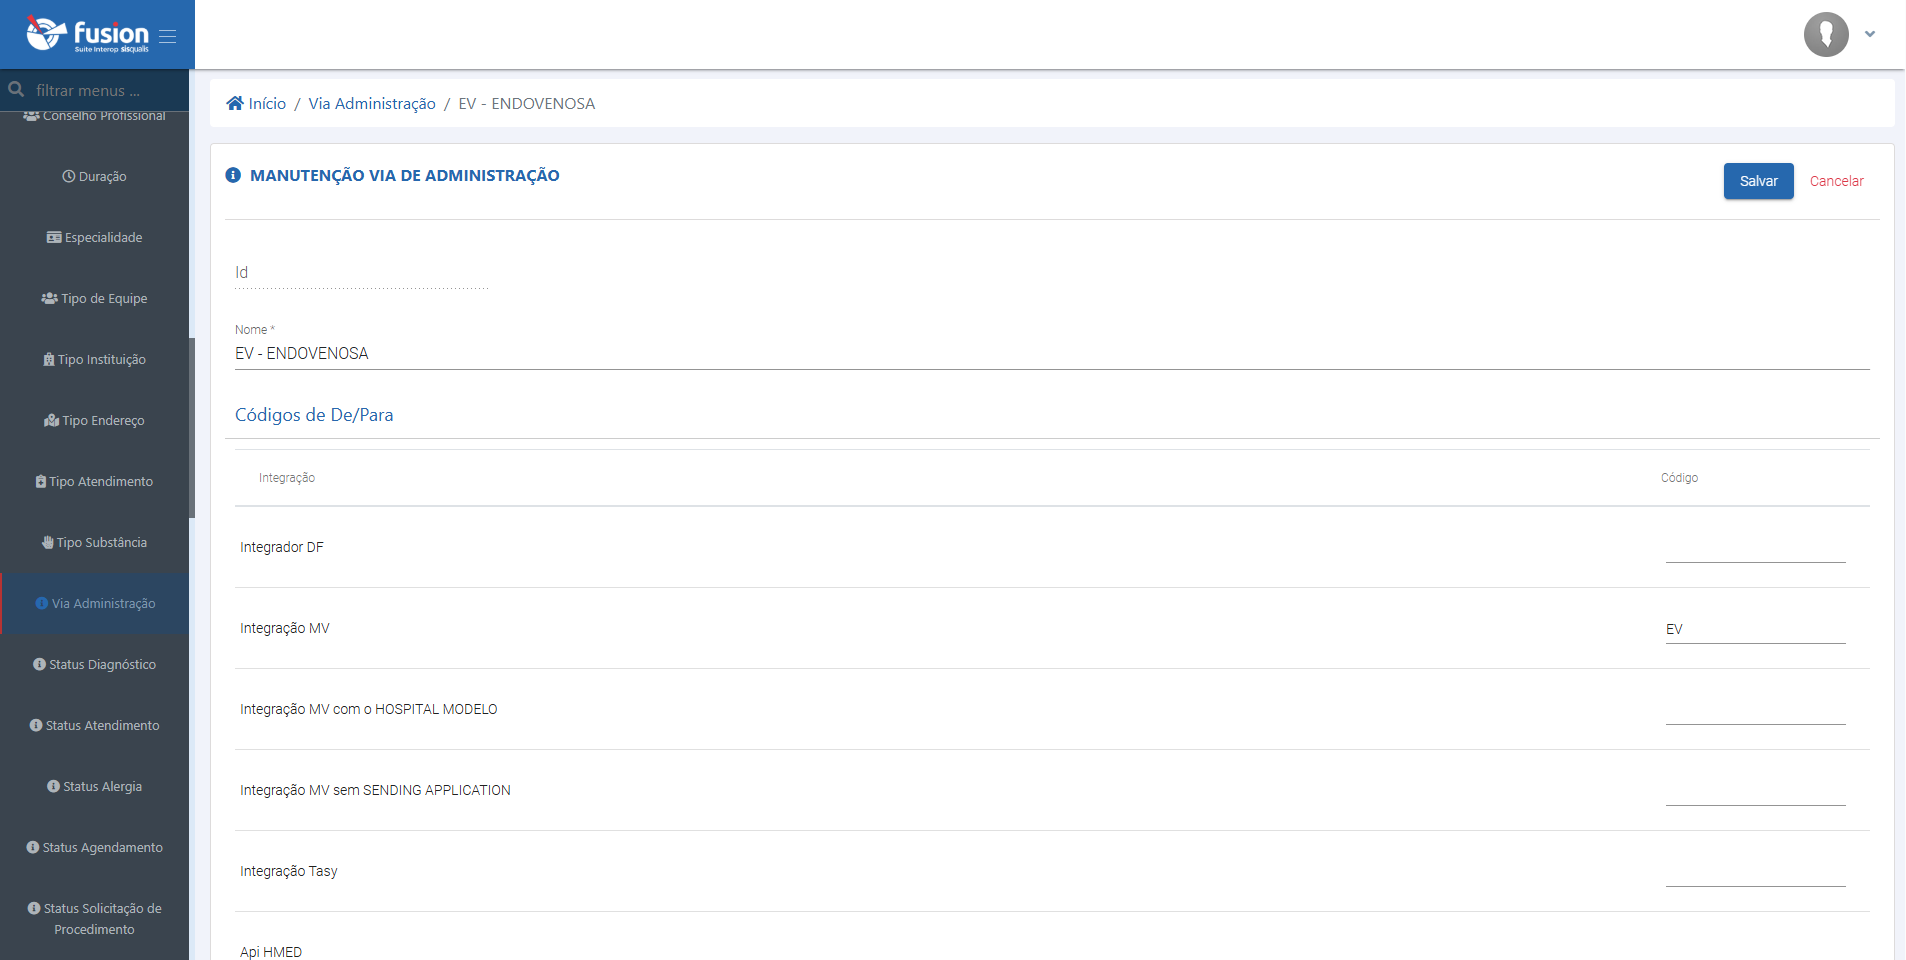 fusion
Suite Interop sisqualis
filtrar menus ...
Conselho Profissional
Duração
Especialidade
Tipo de Equipe
Tipo Instituição
Tipo Endereço
Tipo Atendimento
Tipo Substância
Via Administração
Status Diagnóstico
Status Atendimento
Status Alergia
Status Agendamento
Status Solicitação de
Procedimento
Início / Via Administração / EV - ENDOVENOSA
MANUTENÇÃO VIA DE ADMINISTRAÇÃO
Salvar
Cancelar
Id
Nome *
EV - ENDOVENOSA
Códigos de De/Para
Integração
Código
Integrador DF
Integração MV
EV
Integração MV com o HOSPITAL MODELO
Integração MV sem SENDING APPLICATION
Integração Tasy
Api HMED